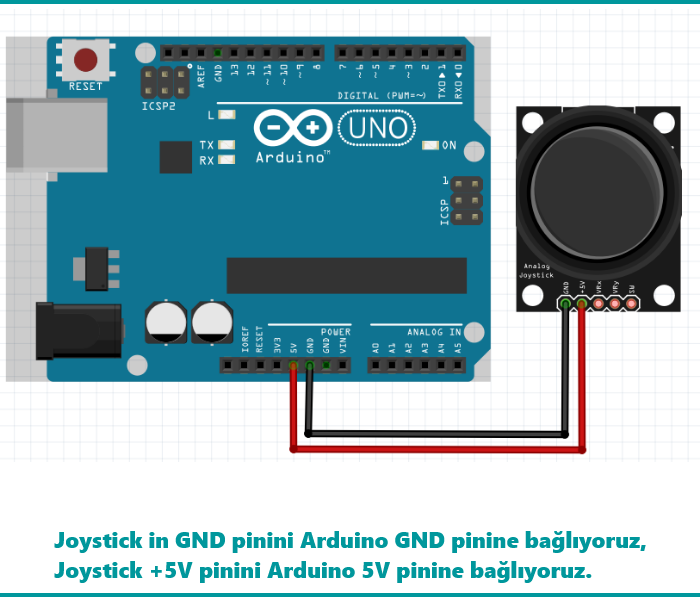 RESET
ICSP2
AREF
GND
13
12
~11
~10
~9
8
7
~6
~5
4
~3
2
TXD▲1
RXD◄0
DIGITAL (PWM=~)
L
TX
RX
Arduino™
UNO
ON
1
ICSP
Analog
Joystick
GND
+5V
VRx
VRy
SW
IOREF
RESET
3V3
5V
GND
GND
VIN
POWER
ANALOG IN
A0
A1
A2
A3
A4
A5
Joystick in GND pinini Arduino GND pinine bağlıyoruz,
Joystick +5V pinini Arduino 5V pinine bağlıyoruz.